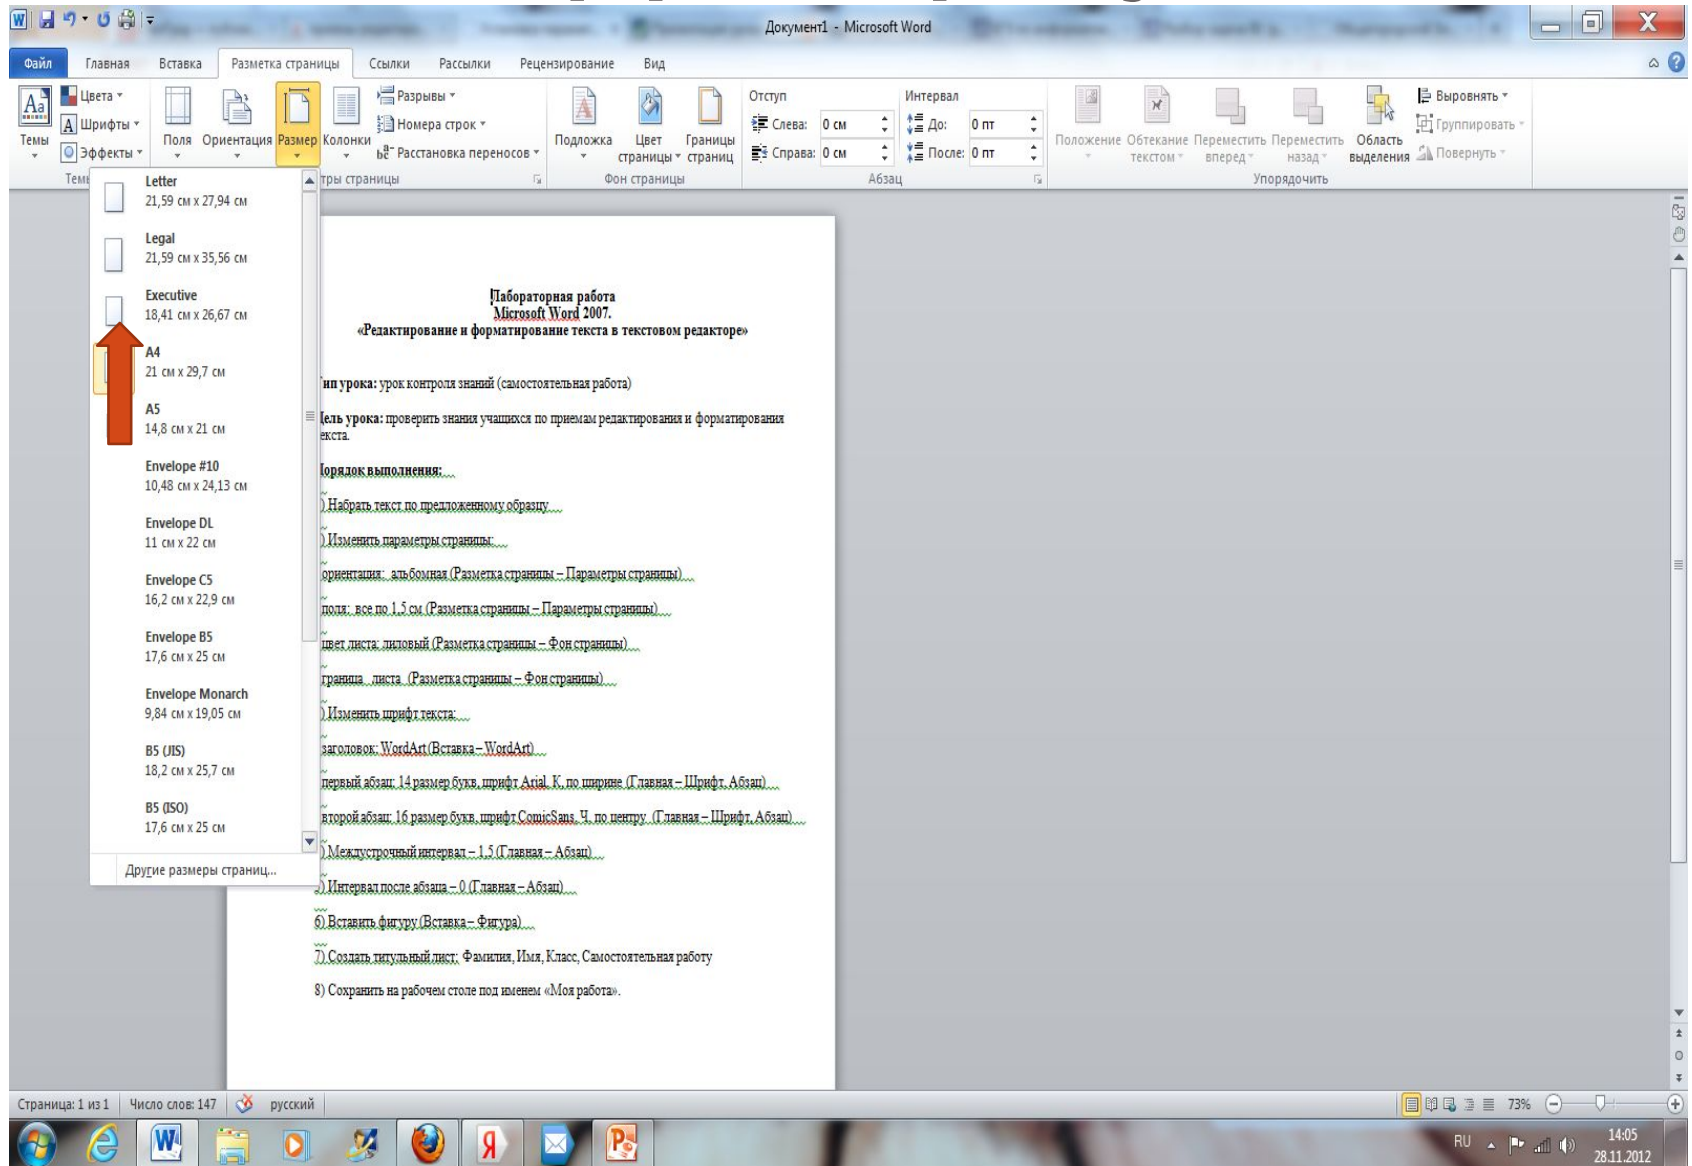 Документ1 - Microsoft Word
Файл Главная Вставка Разметка страницы Ссылки Рассылки Рецензирование Вид
Темы
Цвета
Шрифты
Эффекты
Поля
Ориентация
Размер
Колонки
Разрывы
Номера строк
Расстановка переносов
Подложка
Цвет страницы
Границы страниц
Фон страницы
Отступ
Слева: 0 см
Справа: 0 см
Интервал
До: 0 пт
После: 0 пт
Абзац
Положение
Обтекание текстом
Переместить вперед
Переместить назад
Область выделения
Выровнять
Группировать
Повернуть
Упорядочить
Letter
21,59 см x 27,94 см
Legal
21,59 см x 35,56 см
Executive
18,41 см x 26,67 см
A4
21 см x 29,7 см
A5
14,8 см x 21 см
Envelope #10
10,48 см x 24,13 см
Envelope DL
11 см x 22 см
Envelope C5
16,2 см x 22,9 см
Envelope B5
17,6 см x 25 см
Envelope Monarch
9,84 см x 19,05 см
B5 (JIS)
18,2 см x 25,7 см
B5 (ISO)
17,6 см x 25 см
Другие размеры страниц...
Лабораторная работа
Microsoft Word 2007.
«Редактирование и форматирование текста в текстовом редакторе»
ип урока: урок контроля знаний (самостоятельная работа)
ель урока: проверить знания учащихся по приемам редактирования и форматирования
екста.
орядок выполнения:
) Набрать текст по предложенному образцу
) Изменить параметры страницы:
ориентация: альбомная (Разметка страницы – Параметры страницы)
поля: все по 1,5 см (Разметка страницы – Параметры страницы)
цвет листа: лиловый (Разметка страницы – Фон страницы)
граница листа (Разметка страницы – Фон страницы)
) Изменить шрифт текста:
заголовок: WordArt (Вставка – WordArt)
первый абзац: 14 размер букв, шрифт Arial, К, по ширине (Главная – Шрифт, Абзац)
второй абзац: 16 размер букв, шрифт ComicSans, Ч, по центру (Главная – Шрифт, Абзац)
) Междустрочный интервал – 1,5 (Главная – Абзац)
) Интервал после абзаца – 0 (Главная – Абзац)
6) Вставить фигуру (Вставка – Фигура)
7) Создать титульный лист: Фамилия, Имя, Класс, Самостоятельная работу
8) Сохранить на рабочем столе под именем «Моя работа».
Страница: 1 из 1 Число слов: 147 русский 73%
RU 14:05
28.11.2012